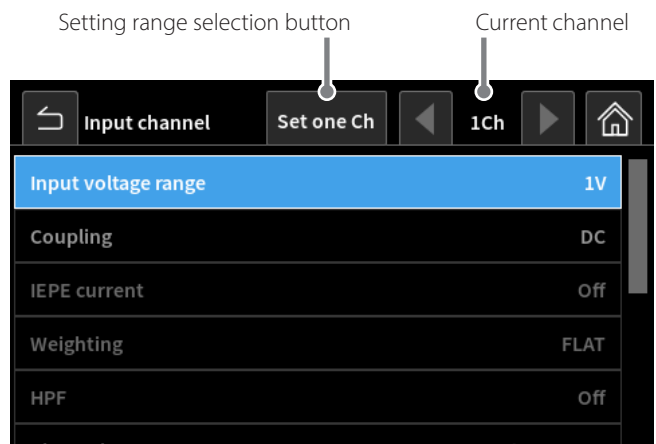 Setting range selection button Current channel
Input channel Set one Ch 1Ch
Input voltage range 1V
Coupling DC
IEPE current Off
Weighting FLAT
HPF Off